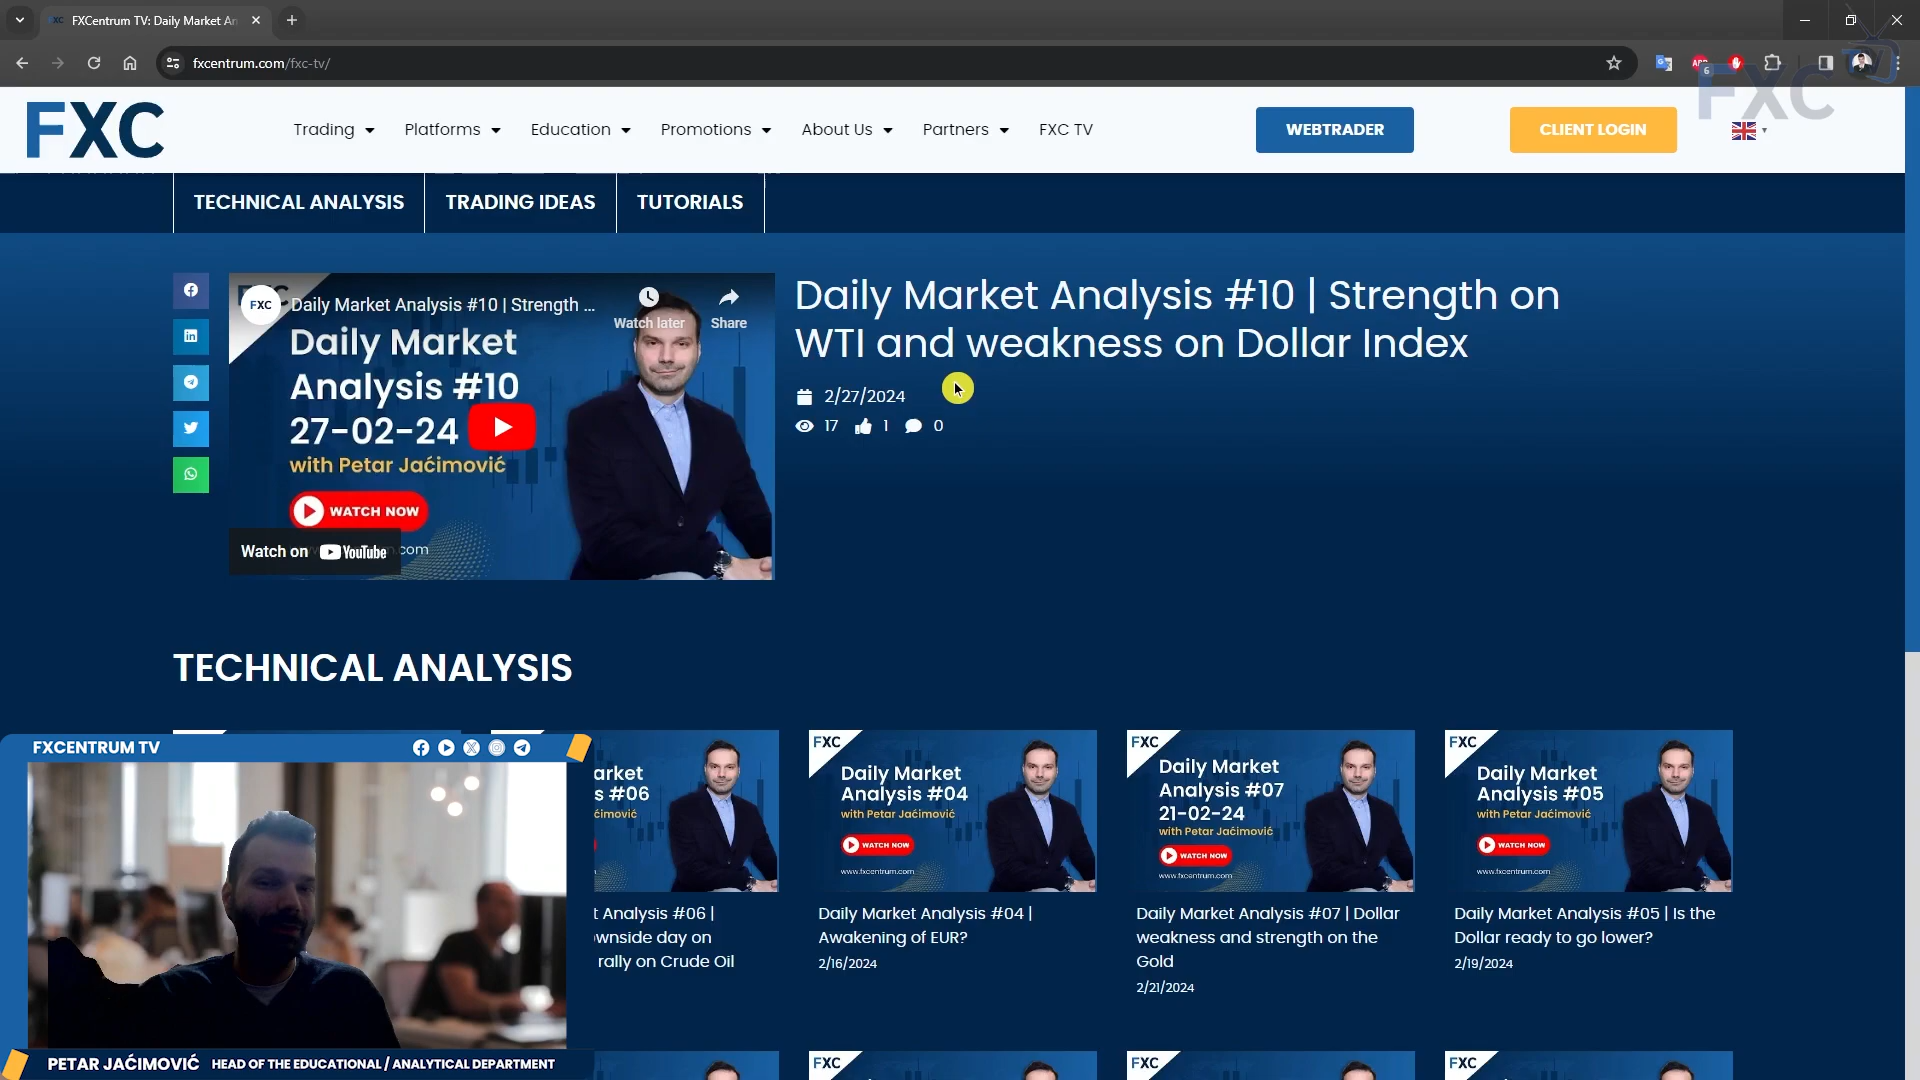 FXCentrum TV: Daily Market An
fxcentrum.com/fxc-tv/
6
FXC
FXC
Trading
Platforms
Education
Promotions
About Us
Partners
FXC TV
WEBTRADER
CLIENT LOGIN
TECHNICAL ANALYSIS
TRADING IDEAS
TUTORIALS
FXC
Daily Market Analysis #10 | Strength ...
Watch later
Share
Daily Market
Analysis #10
27-02-24
with Petar Jaćimović
WATCH NOW
Watch on YouTube
.com
Daily Market Analysis #10 | Strength on
WTI and weakness on Dollar Index
2/27/2024
17
1
0
TECHNICAL ANALYSIS
arket
s #06
ćimović
t Analysis #06 |
wnside day on
rally on Crude Oil
FXC
Daily Market
Analysis #04
with Petar Jaćimović
WATCH NOW
www.fxcentrum.com
Daily Market Analysis #04 |
Awakening of EUR?
2/16/2024
FXC
Daily Market
Analysis #07
21-02-24
with Petar Jaćimović
WATCH NOW
www.fxcentrum.com
Daily Market Analysis #07 | Dollar
weakness and strength on the
Gold
2/21/2024
FXC
Daily Market
Analysis #05
with Petar Jaćimović
WATCH NOW
www.fxcentrum.com
Daily Market Analysis #05 | Is the
Dollar ready to go lower?
2/19/2024
FXC
FXC
FXC
FXCENTRUM TV
PETAR JAĆIMOVIĆ HEAD OF THE EDUCATIONAL / ANALYTICAL DEPARTMENT